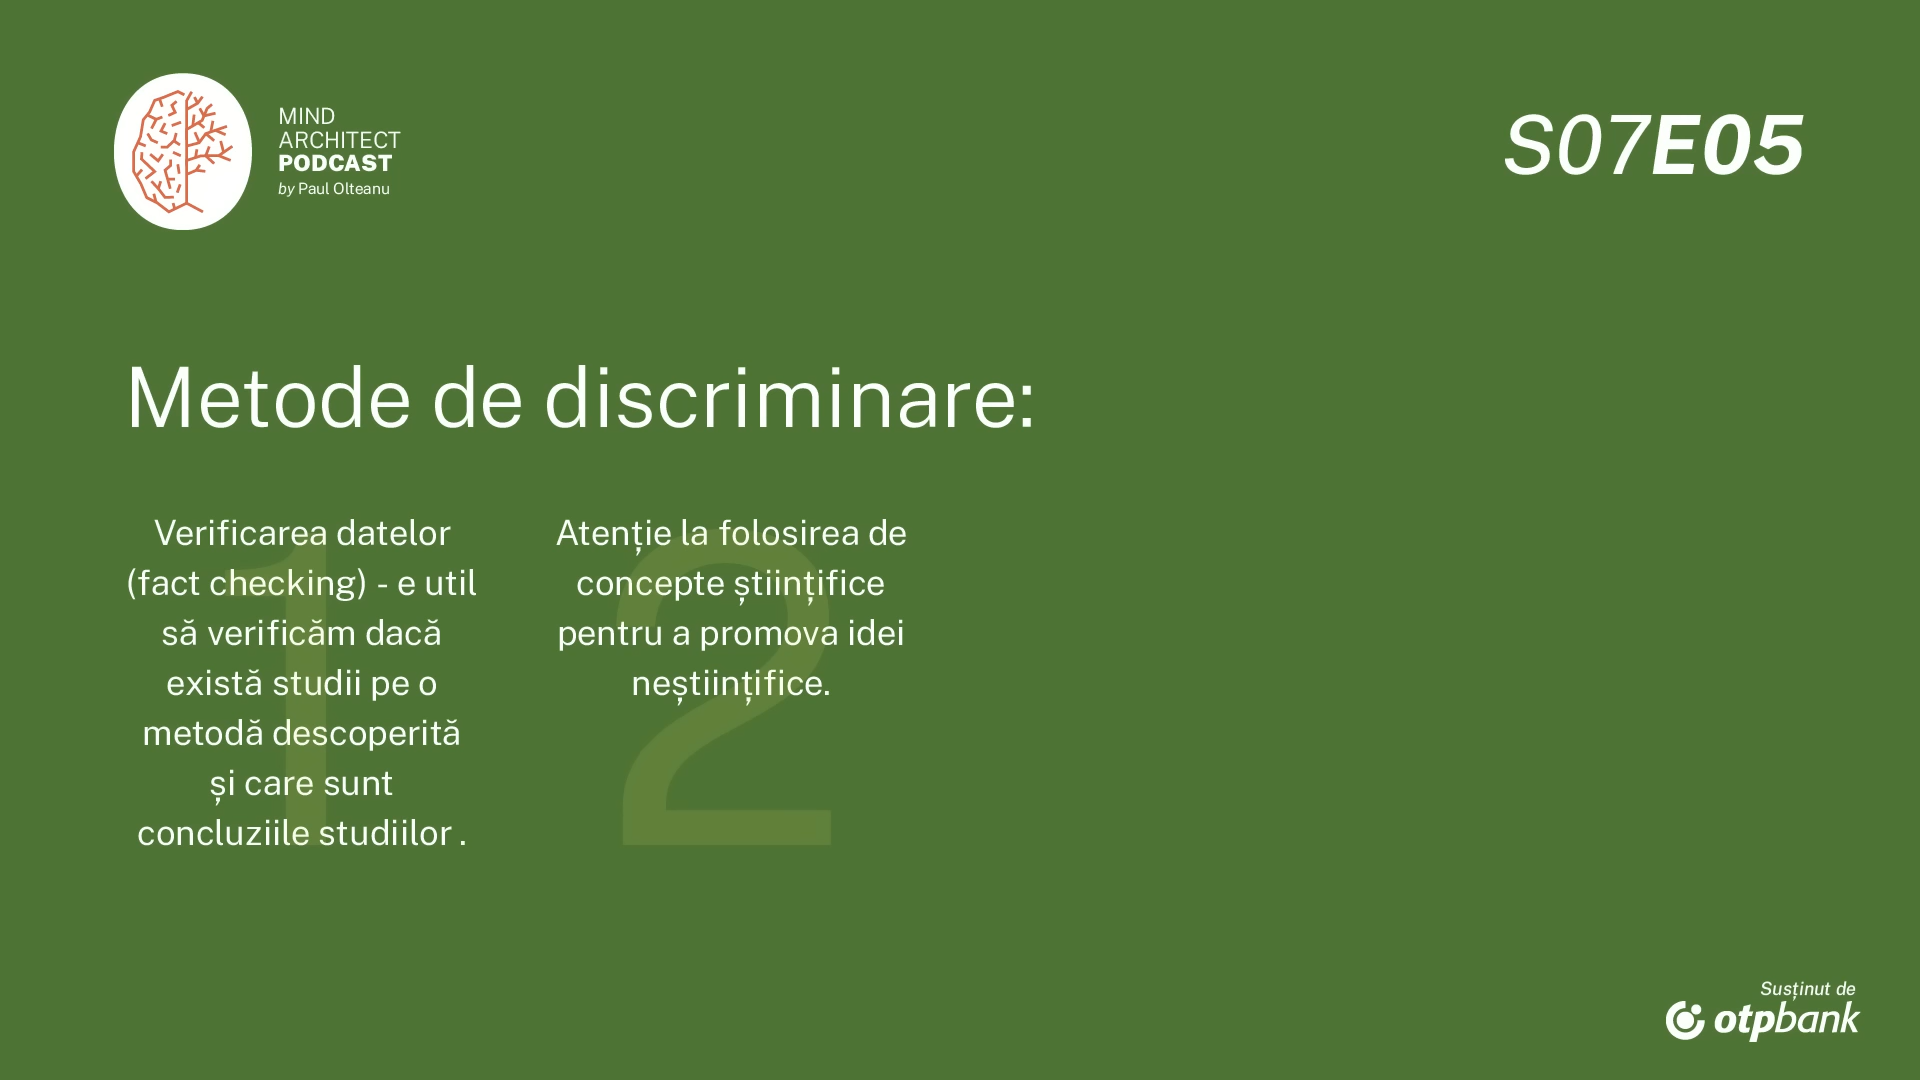 MIND
ARCHITECT
PODCAST
by Paul Olteanu
S07E05
Metode de discriminare:
1
Verificarea datelor
(fact checking) - e util
să verificăm dacă
există studii pe o
metodă descoperită
și care sunt
concluziile studiilor .
2
Atenție la folosirea de
concepte științifice
pentru a promova idei
neștiințifice.
Susținut de
otpbank